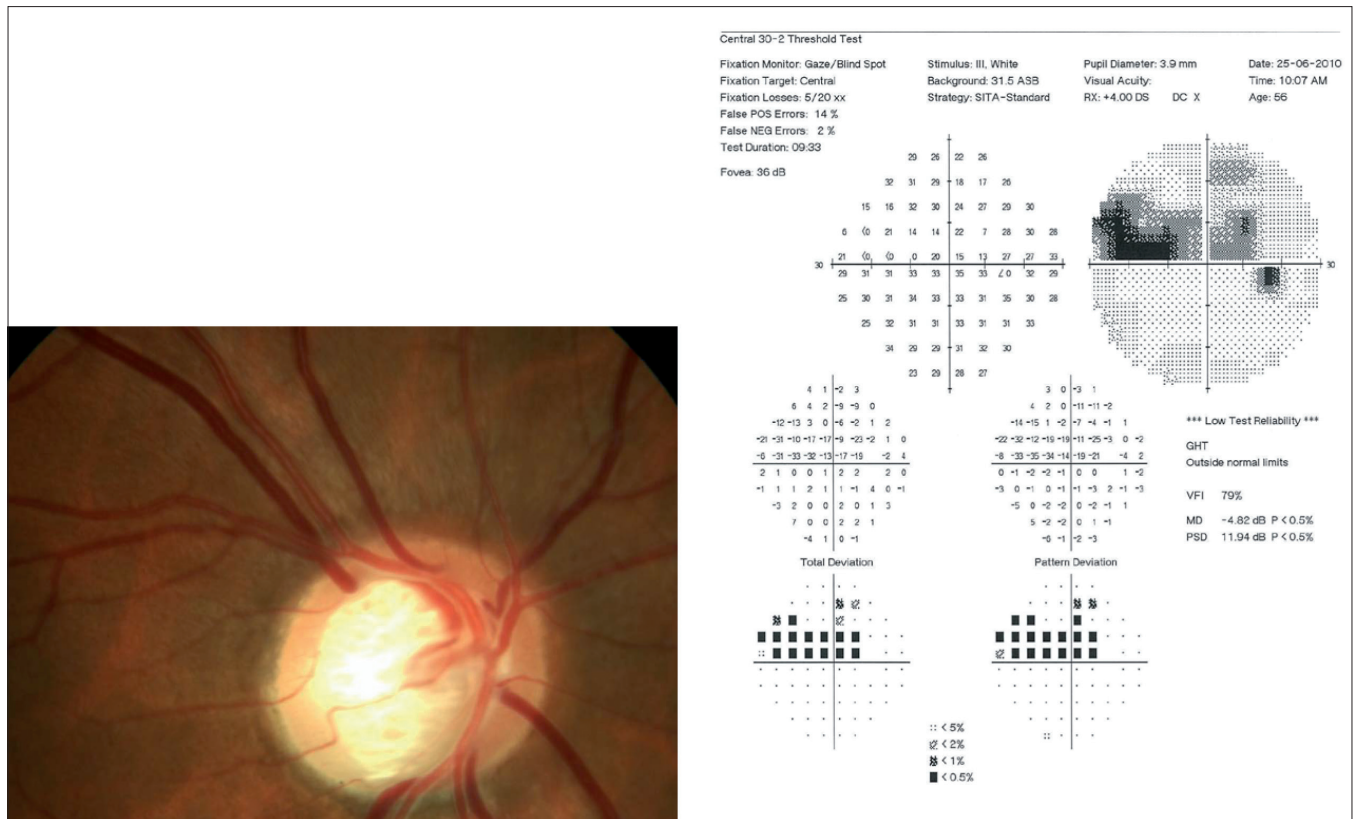 Central 30-2 Threshold Test
Fixation Monitor: Gaze/Blind Spot Stimulus: III, White Pupil Diameter: 3.9 mm Date: 25-06-2010
Fixation Target: Central Background: 31.5 ASB Visual Acuity: Time: 10:07 AM
Fixation Losses: 5/20 xx Strategy: SITA-Standard RX: +4.00 DS DC X Age: 56
False POS Errors: 14 %
False NEG Errors: 2 %
Test Duration: 09:33
Fovea: 36 dB
29 26 22 26
32 31 29 18 17 26
15 16 32 30 24 27 29 30
6 <0 21 14 14 22 7 28 30 28
21 <0 <0 0 20 15 13 27 27 33
30 30
29 31 31 33 33 35 33 <0 32 29
25 30 31 34 33 33 31 35 30 28
25 32 31 31 33 31 31 33
34 29 29 31 32 30
23 29 28 27
4 1 -2 3
6 4 2 -9 -9 0
-12 -13 3 0 -6 -2 1 2
-21 -31 -10 -17 -17 -9 -23 -2 1 0
-6 -31 -33 -32 -13 -17 -19 -2 4
2 1 0 0 1 2 2 2 0
-1 1 1 2 1 1 -1 4 0 -1
-3 2 0 0 2 0 1 3
7 0 0 2 2 1
-4 1 0 -1
Total Deviation
3 0 -3 1
4 2 0 -11 -11 -2
-14 -15 1 -2 -7 -4 -1 1
-22 -32 -12 -19 -19 -11 -25 -3 0 -2
-8 -33 -35 -34 -14 -19 -21 -4 2
0 -1 -2 -2 -1 0 0 1 -2
-3 0 -1 0 -1 -1 -3 2 -1 -3
-5 0 -2 -2 0 -2 -1 1
5 -2 -2 0 1 -1
-6 -1 -2 -3
Pattern Deviation
*** Low Test Reliability ***
GHT
Outside normal limits
VFI 79%
MD -4.82 dB P < 0.5%
PSD 11.94 dB P < 0.5%
< 5%
< 2%
< 1%
< 0.5%